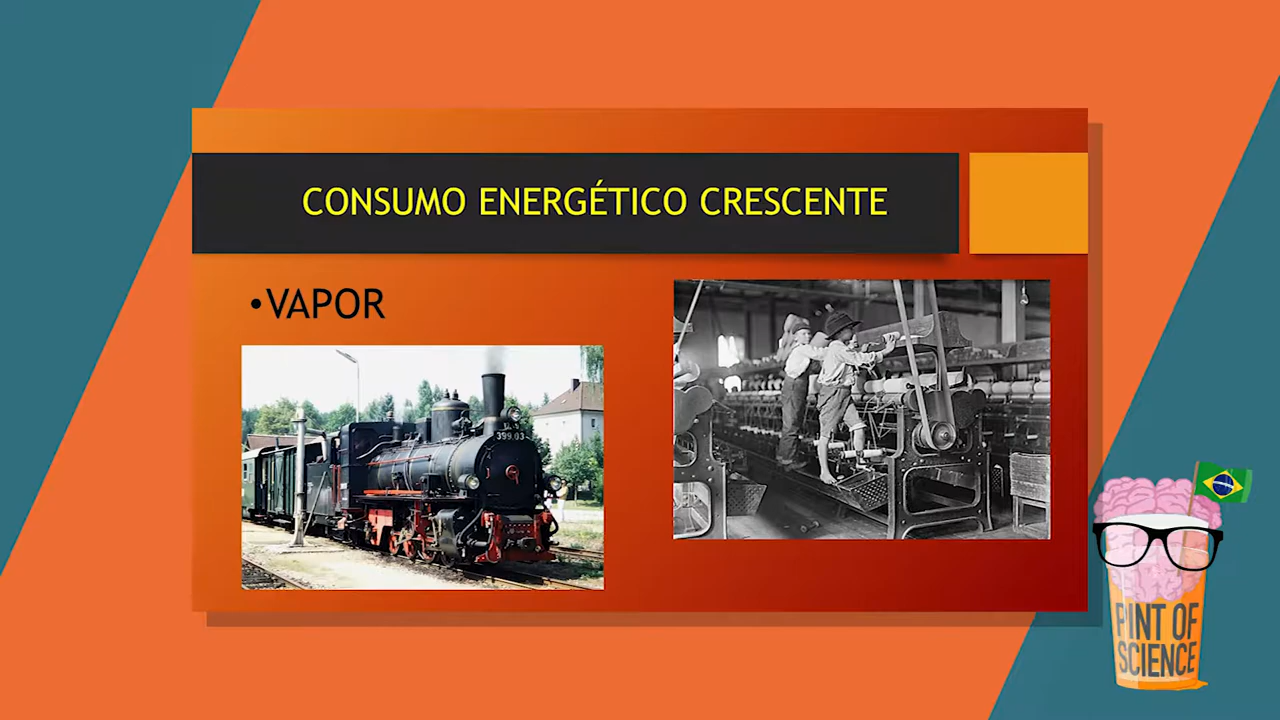 CONSUMO ENERGÉTICO CRESCENTE
•VAPOR
399.03
PINT OF
SCIENCE